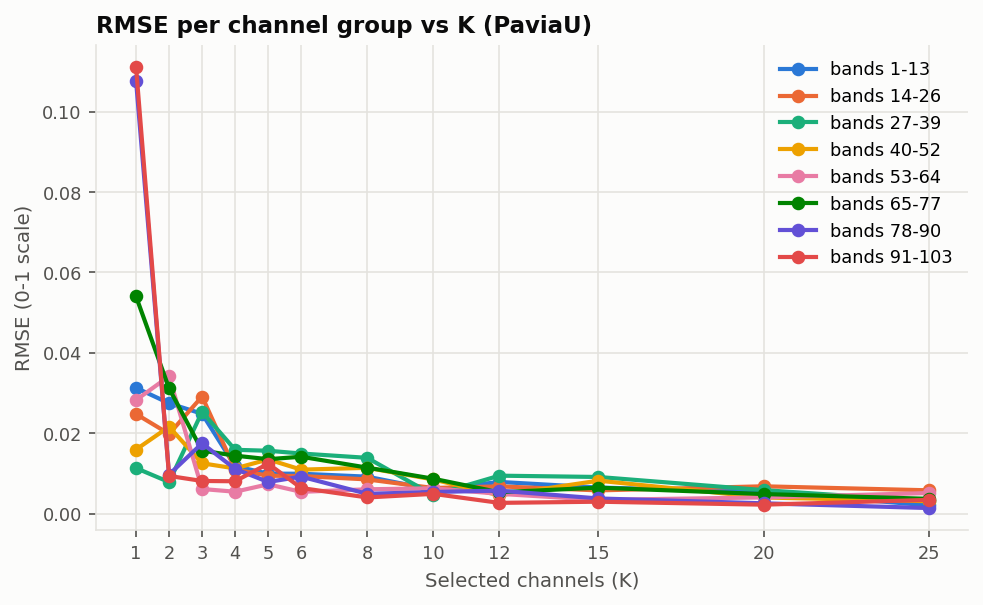 RMSE per channel group vs K (PaviaU)
bands 1-13
bands 14-26
bands 27-39
bands 40-52
bands 53-64
bands 65-77
bands 78-90
bands 91-103
RMSE (0-1 scale)
0.10
0.08
0.06
0.04
0.02
0.00
1 2 3 4 5 6 8 10 12 15 20 25
Selected channels (K)